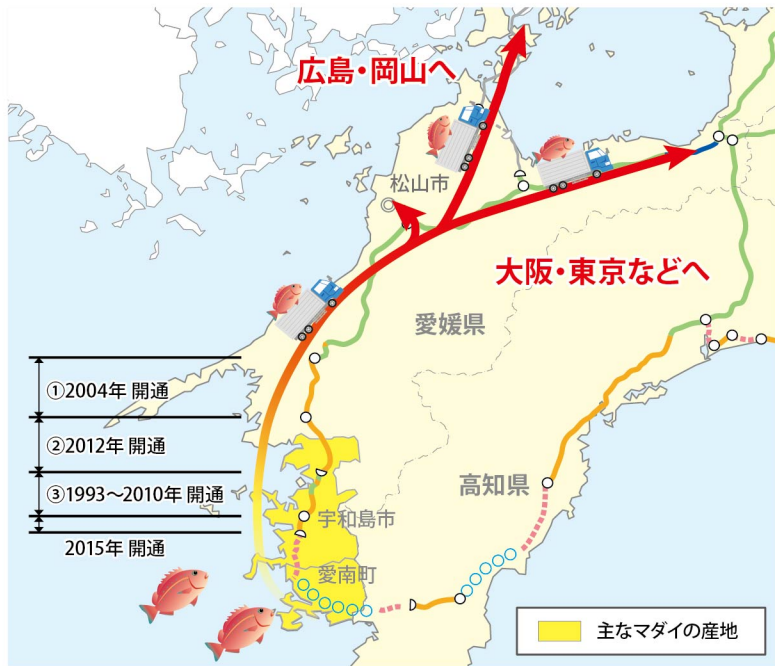 広島・岡山へ
松山市
大阪・東京などへ
愛媛県
①2004年 開通
②2012年 開通
③1993～2010年 開通
2015年 開通
高知県
宇和島市
愛南町
主なマダイの産地